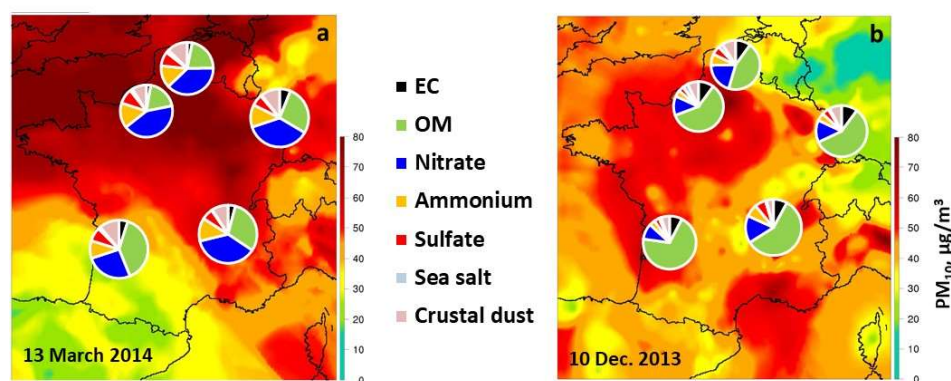 a
EC
OM
Nitrate
Ammonium
Sulfate
Sea salt
Crustal dust
80
70
60
50
40
30
20
10
0
13 March 2014
b
80
70
60
50
40
30
20
10
0
PM10, µg/m³
10 Dec. 2013